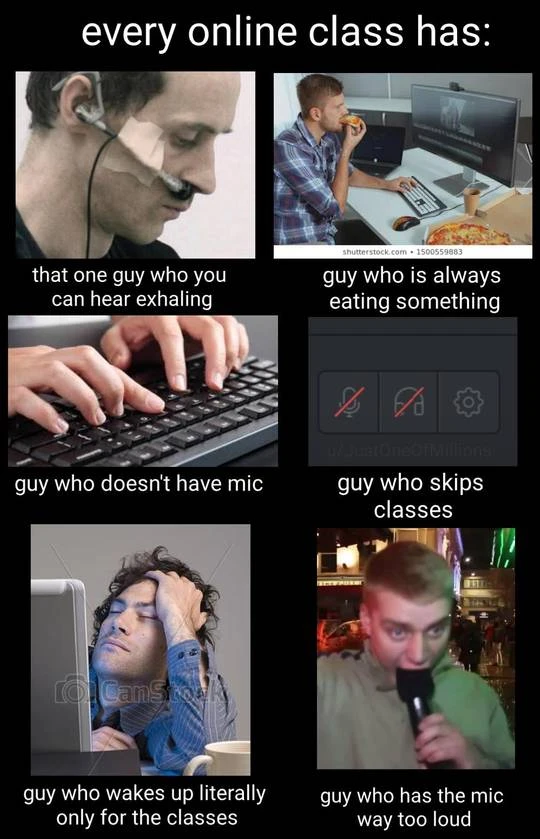 every online class has:
shutterstock.com • 1500559883
that one guy who you
can hear exhaling
guy who is always
eating something
u/JustOneOfMillions
guy who doesn't have mic
guy who skips
classes
CanStock
guy who wakes up literally
only for the classes
guy who has the mic
way too loud